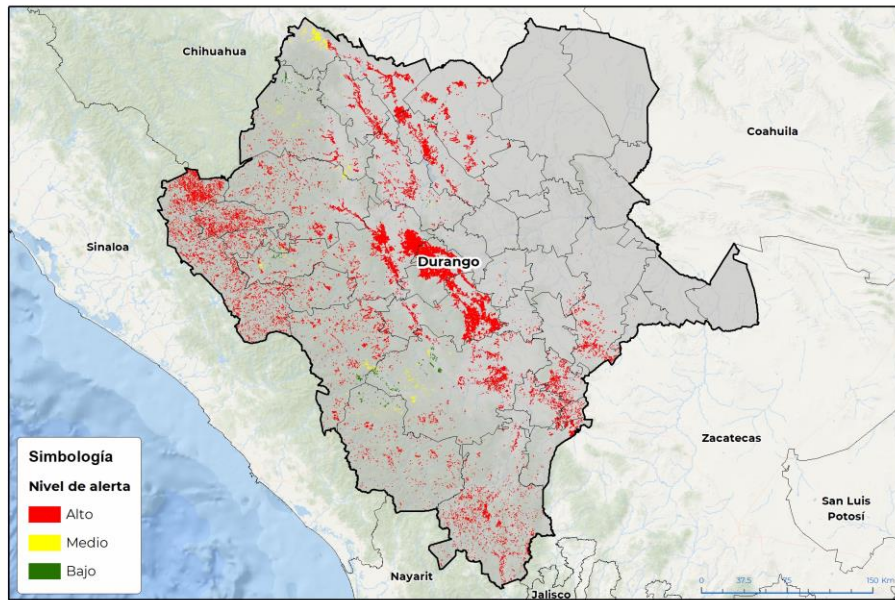 Chihuahua
Coahuila
Sinaloa
Durango
Zacatecas
San Luis
Potosí
Nayarit
Jalisco
Simbología
Nivel de alerta
Alto
Medio
Bajo
0 37.5 75 150 Km